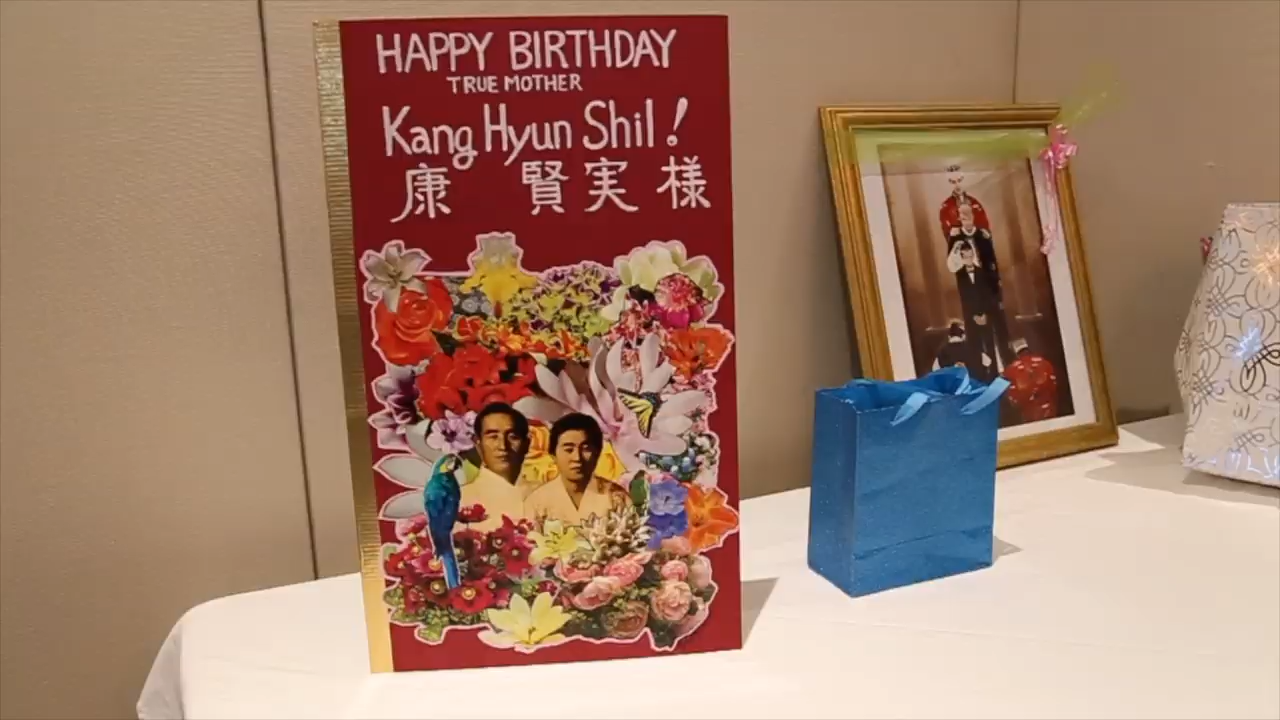 HAPPY BIRTHDAY
TRUE MOTHER
Kang Hyun Shil!
康 賢実 様